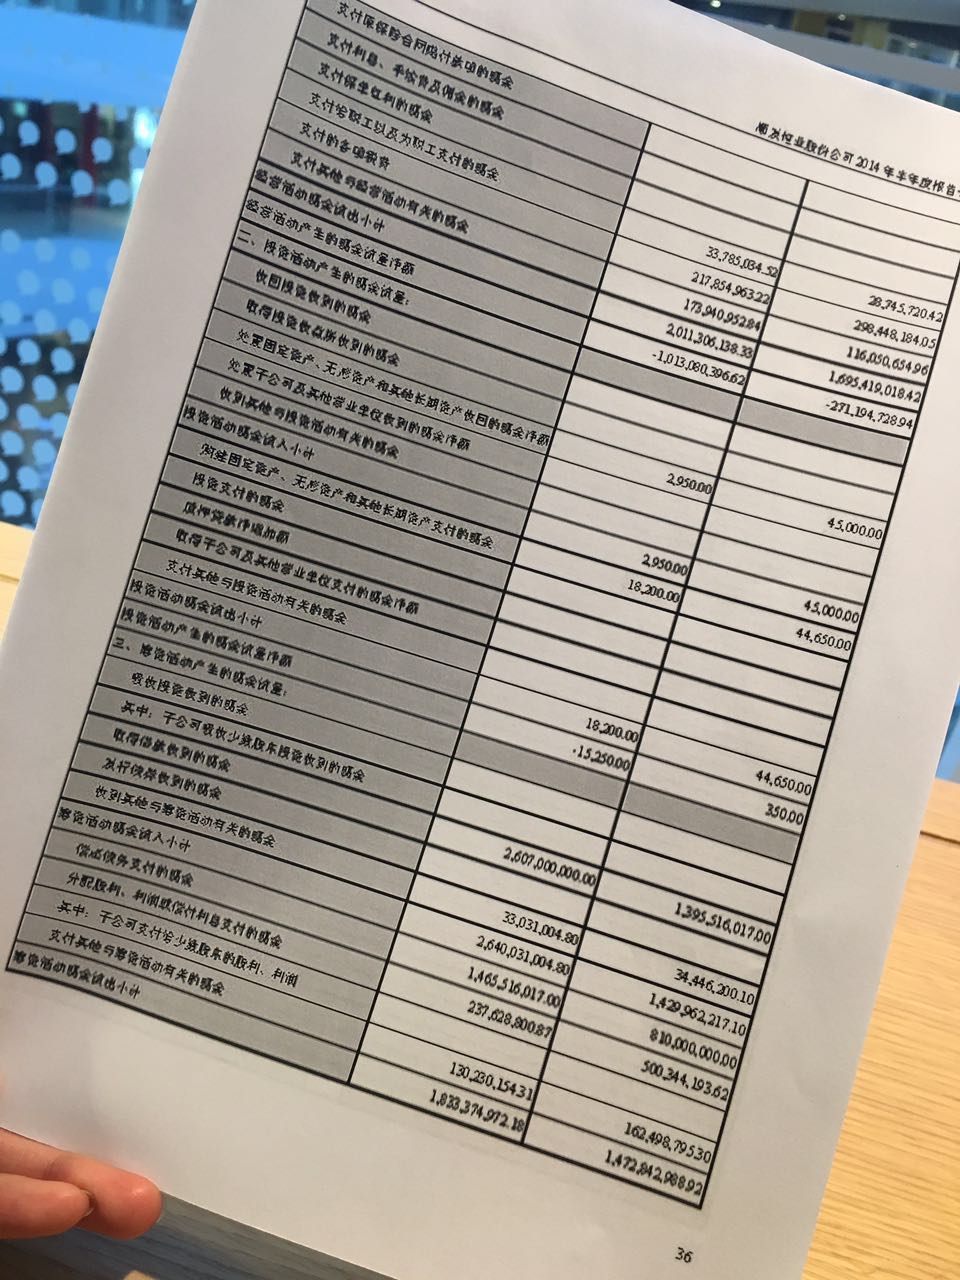 顺发恒业股份公司 2014 年半年度报告
支付原保险合同赔付款项的现金
支付利息、手续费及佣金的现金
支付保单红利的现金
支付给职工以及为职工支付的现金 33,785,034.52 28,745,720.42
支付的各项税费 217,854,963.22 298,448,184.05
支付其他与经营活动有关的现金 173,940,952.84 116,050,654.96
经营活动现金流出小计 2,011,306,138.33 1,695,419,018.42
经营活动产生的现金流量净额 -1,013,080,396.62 -271,194,728.94
二、投资活动产生的现金流量：
收回投资收到的现金
取得投资收益所收到的现金
处置固定资产、无形资产和其他长期资产收回的现金净额 2,950.00 45,000.00
处置子公司及其他营业单位收到的现金净额
收到其他与投资活动有关的现金
投资活动现金流入小计 2,950.00 45,000.00
购建固定资产、无形资产和其他长期资产支付的现金 18,200.00 44,650.00
投资支付的现金
质押贷款净增加额
取得子公司及其他营业单位支付的现金净额
支付其他与投资活动有关的现金
投资活动现金流出小计 18,200.00 44,650.00
投资活动产生的现金流量净额 -15,250.00 350.00
三、筹资活动产生的现金流量：
吸收投资收到的现金
其中：子公司吸收少数股东投资收到的现金
取得借款收到的现金 2,607,000,000.00 1,395,516,017.00
发行债券收到的现金
收到其他与筹资活动有关的现金 33,031,004.80 34,446,200.10
筹资活动现金流入小计 2,640,031,004.80 1,429,962,217.10
偿还债务支付的现金 1,465,516,017.00 810,000,000.00
分配股利、利润或偿付利息支付的现金 237,628,800.87 500,344,193.62
其中：子公司支付给少数股东的股利、利润
支付其他与筹资活动有关的现金 130,230,154.31 162,498,795.30
筹资活动现金流出小计 1,833,374,972.18 1,472,842,988.92
36